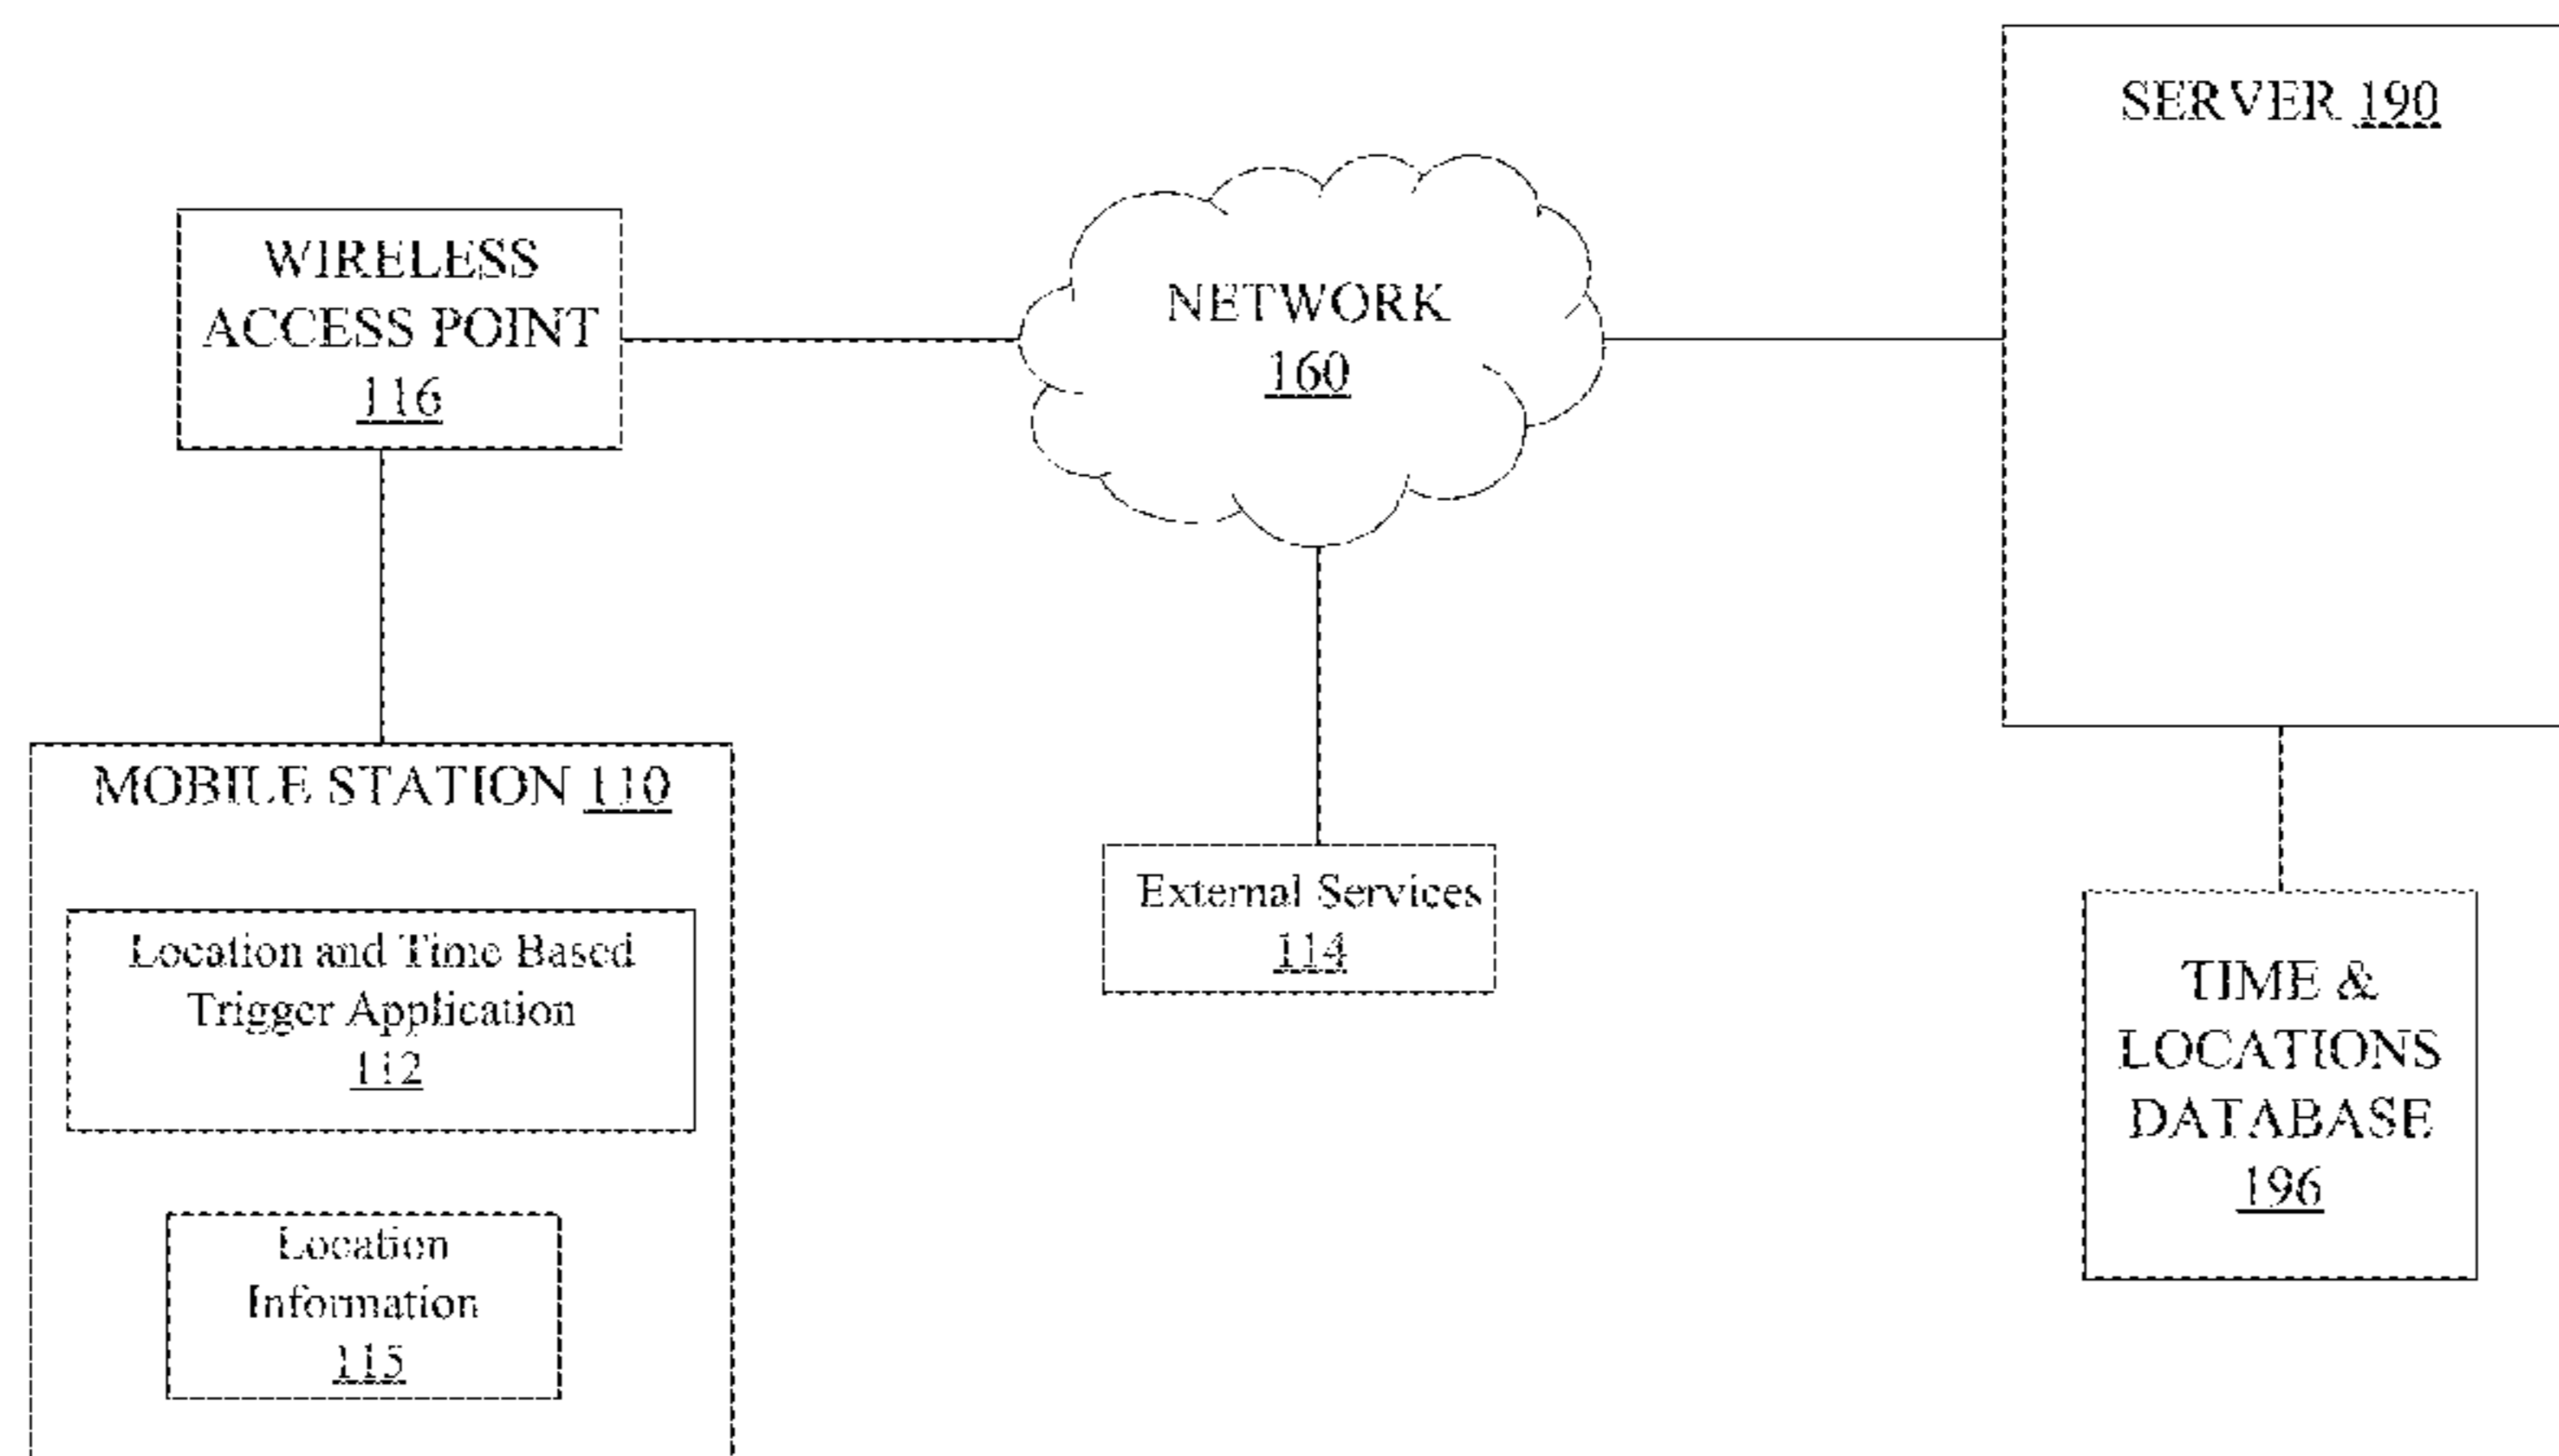 SERVER 190
WIRELESS
ACCESS POINT
116
NETWORK
160
MOBILE STATION 110
Location and Time Based
Trigger Application
112
Location
Information
115
External Services
114
TIME &
LOCATIONS
DATABASE
196